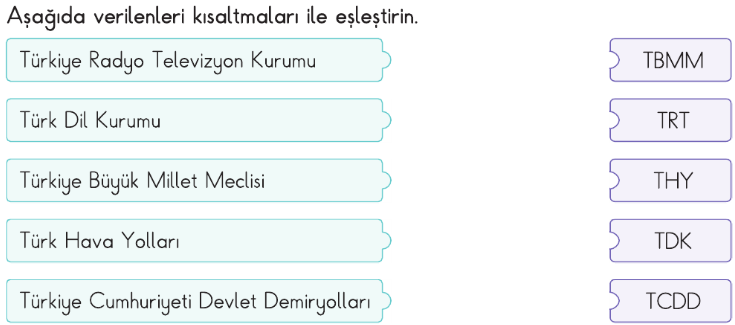 Aşağıda verilenleri kısaltmaları ile eşleştirin.
Türkiye Radyo Televizyon Kurumu
TBMM
Türk Dil Kurumu
TRT
Türkiye Büyük Millet Meclisi
THY
Türk Hava Yolları
TDK
Türkiye Cumhuriyeti Devlet Demiryolları
TCDD